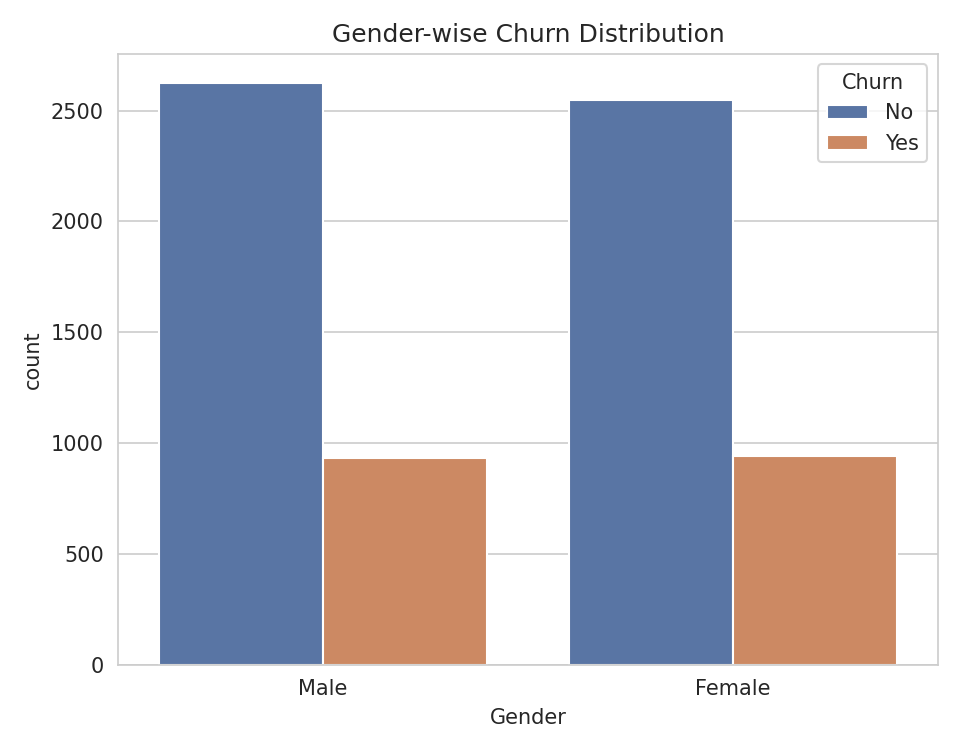 Gender-wise Churn Distribution
Churn
No
Yes
count
2500
2000
1500
1000
500
0
Male
Female
Gender